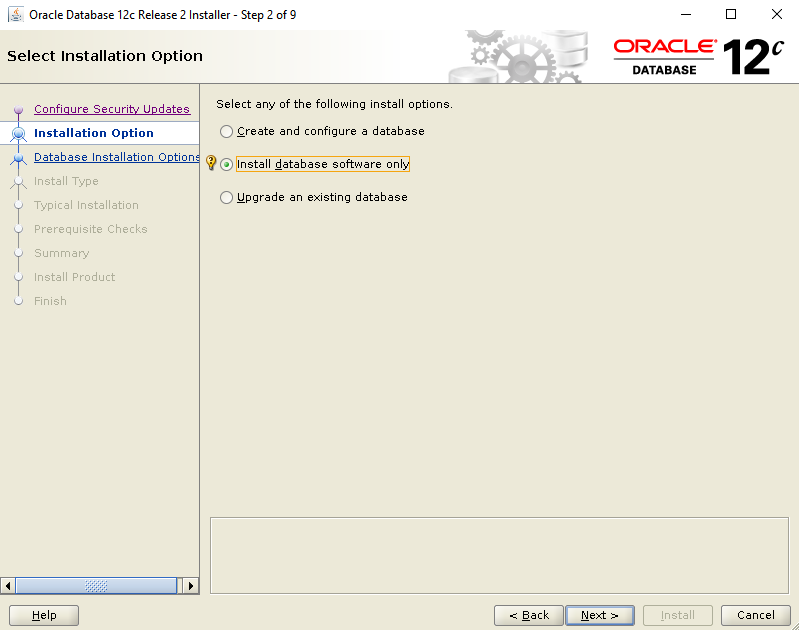 Oracle Database 12c Release 2 Installer - Step 2 of 9
Select Installation Option
ORACLE®
DATABASE
12c
Configure Security Updates
Installation Option
Database Installation Options
Install Type
Typical Installation
Prerequisite Checks
Summary
Install Product
Finish
Select any of the following install options.
Create and configure a database
Install database software only
Upgrade an existing database
Help
< Back
Next >
Install
Cancel